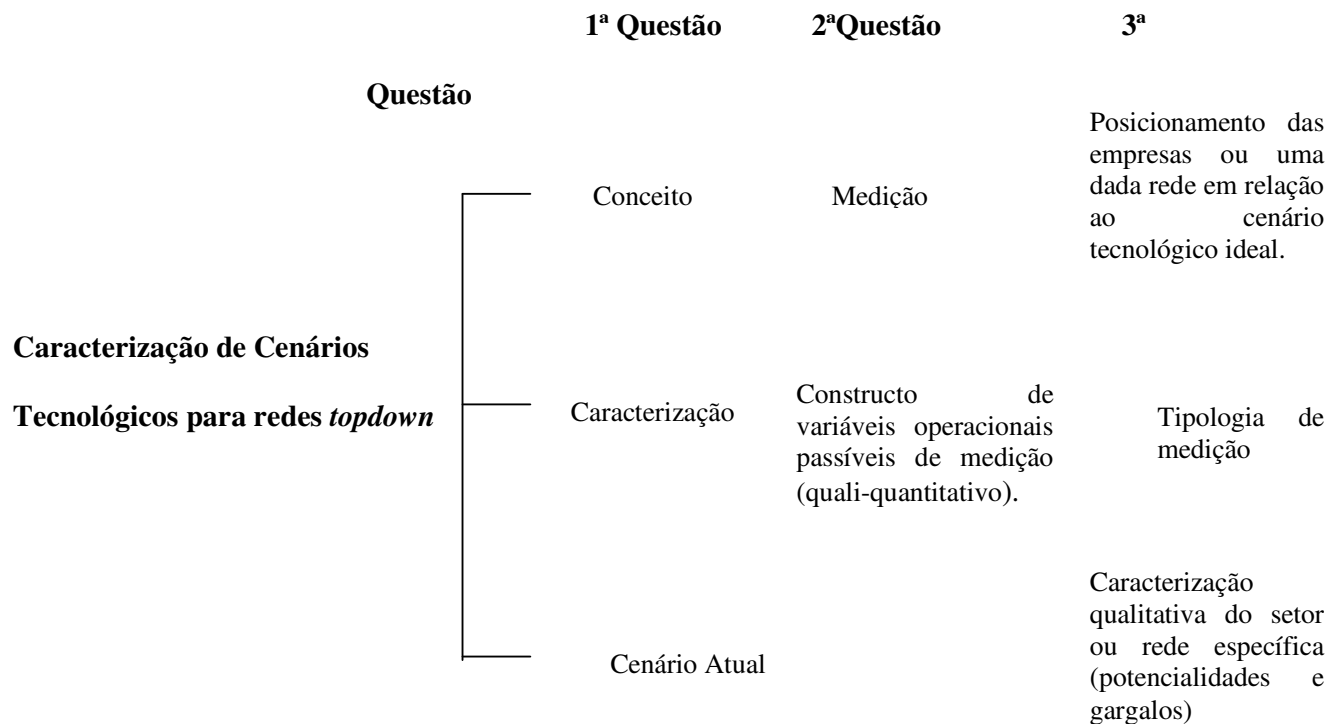 1ª Questão 2ªQuestão 3ª
Questão
Posicionamento das
empresas ou uma
dada rede em relação
ao cenário
tecnológico ideal.
Conceito Medição
Caracterização de Cenários
Tecnológicos para redes topdown
Caracterização
Constructo de
variáveis operacionais
passíveis de medição
(quali-quantitativo).
Tipologia de
medição
Cenário Atual
Caracterização
qualitativa do setor
ou rede específica
(potencialidades e
gargalos)